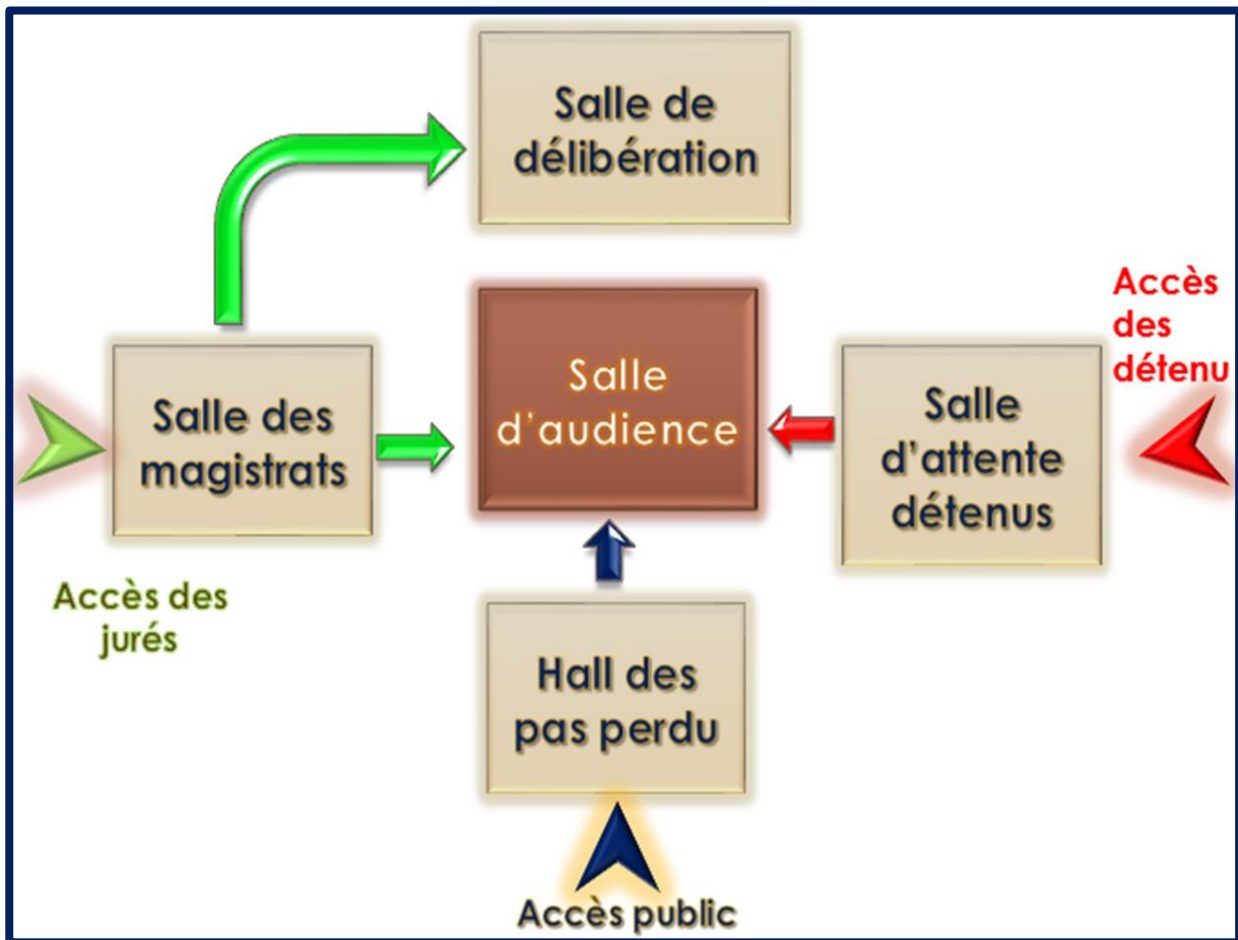 Salle de
délibération
Accès
des
détenu
Salle des
magistrats
Salle
d'audience
Salle
d'attente
détenus
Accès des
jurés
Hall des
pas perdu
Accès public